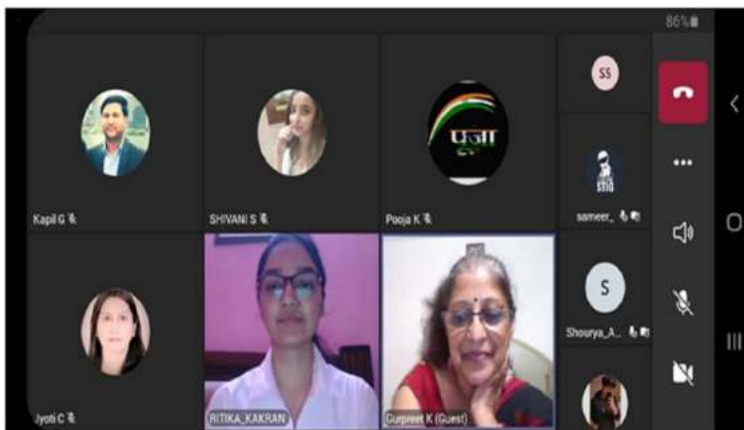 86%
Kapil G
SHIVANI S
पूजा
Pooja K
SS
sameer_
Jyoti C
RITIKA_KAKRAN
Gurpreet K (Guest)
S
Shourya_A...